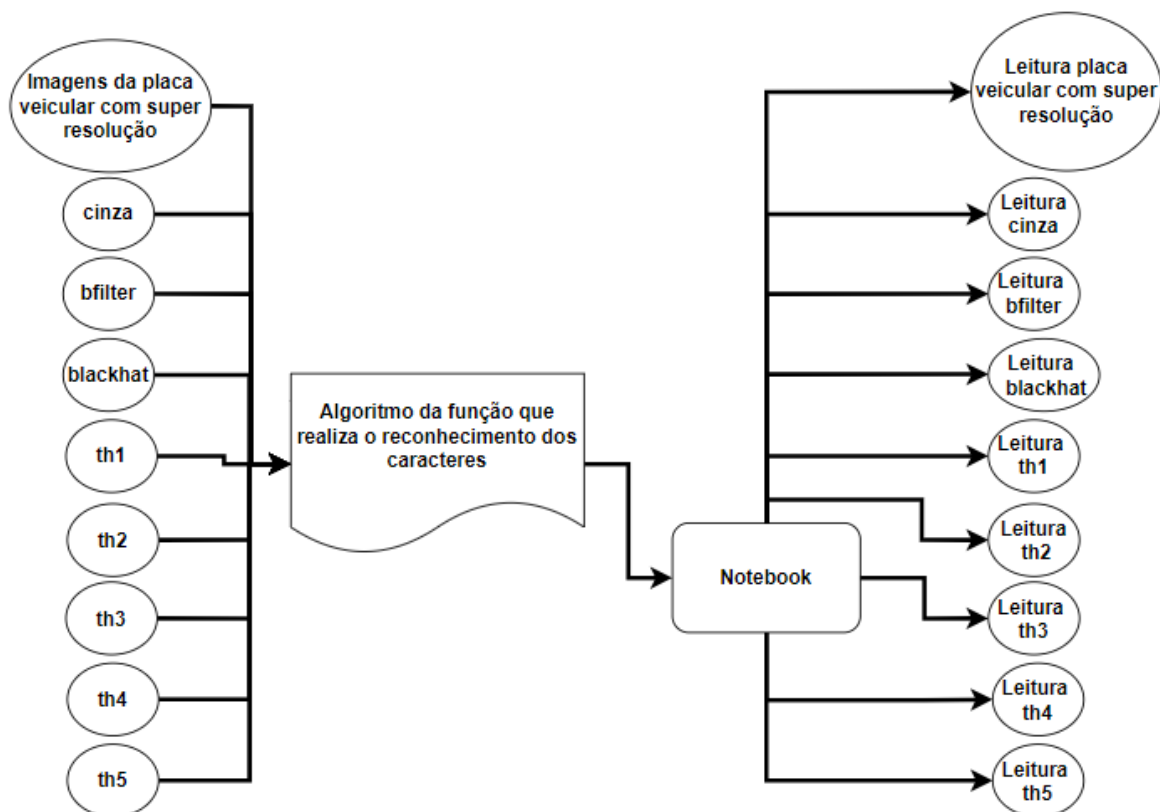 Imagens da placa
veicular com super
resolução
cinza
bfilter
blackhat
th1
th2
th3
th4
th5
Algoritmo da função que
realiza o reconhecimento dos
caracteres
Notebook
Leitura placa
veicular com super
resolução
Leitura
cinza
Leitura
bfilter
Leitura
blackhat
Leitura
th1
Leitura
th2
Leitura
th3
Leitura
th4
Leitura
th5